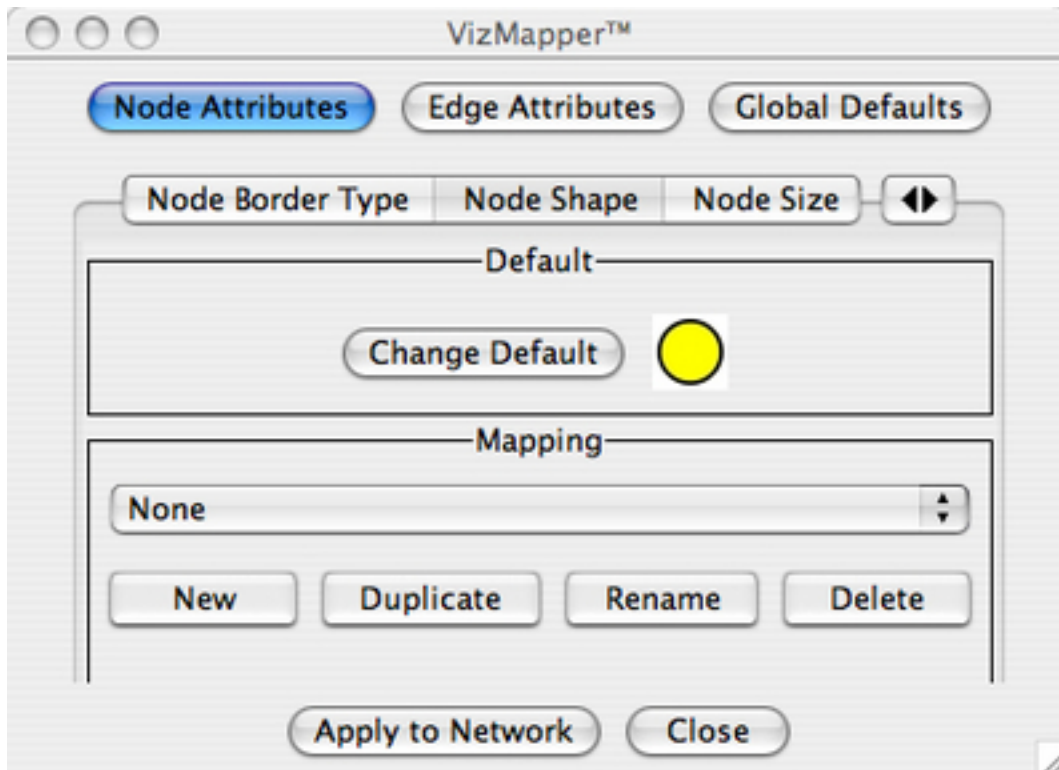 VizMapper™
Node Attributes Edge Attributes Global Defaults
Node Border Type Node Shape Node Size
Default
Change Default
Mapping
None
New Duplicate Rename Delete
Apply to Network Close